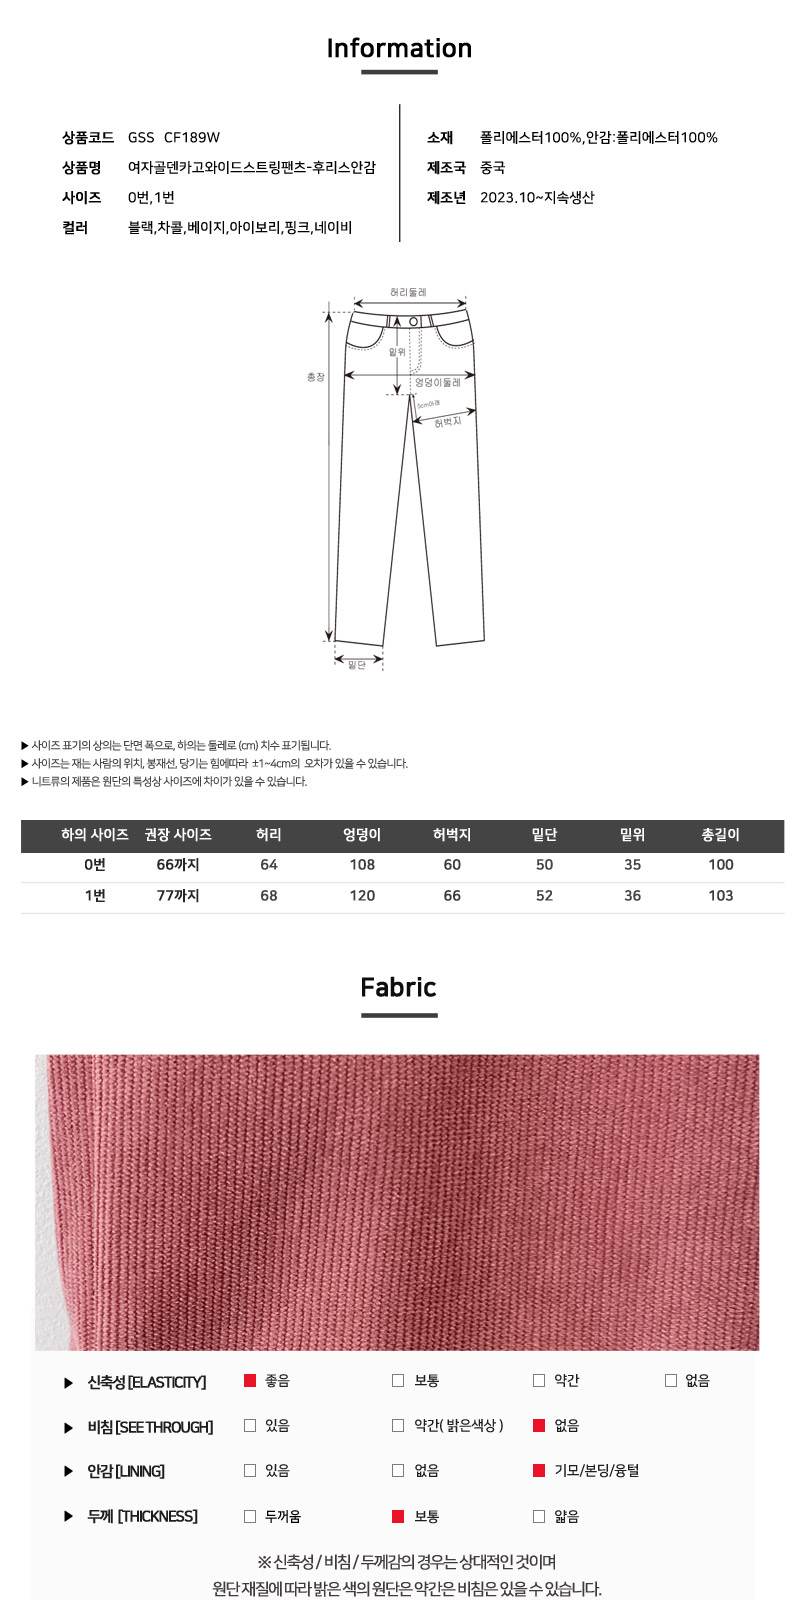 Information
상품코드 GSS CF189W
상품명 여자골덴카고와이드스트링팬츠-후리스안감
사이즈 0번,1번
컬러 블랙,차콜,베이지,아이보리,핑크,네이비
소재 폴리에스터100%,안감:폴리에스터100%
제조국 중국
제조년 2023.10~지속생산
허리둘레
밑위
총장
엉덩이둘레
5cm아래
허벅지
밑단
▶ 사이즈 표기의 상의는 단면 폭으로, 하의는 둘레로 (cm) 치수 표기됩니다.
▶ 사이즈는 재는 사람의 위치, 봉재선, 당기는 힘에따라 ±1~4cm의 오차가 있을 수 있습니다.
▶ 니트류의 제품은 원단의 특성상 사이즈에 차이가 있을 수 있습니다.
하의 사이즈 권장 사이즈 허리 엉덩이 허벅지 밑단 밑위 총길이
0번 66까지 64 108 60 50 35 100
1번 77까지 68 120 66 52 36 103
Fabric
▶ 신축성 [ELASTICITY] ■ 좋음 □ 보통 □ 약간 □ 없음
▶ 비침 [SEE THROUGH] □ 있음 □ 약간( 밝은색상 ) ■ 없음
▶ 안감 [LINING] □ 있음 □ 없음 ■ 기모/본딩/융털
▶ 두께 [THICKNESS] □ 두꺼움 ■ 보통 □ 얇음
※ 신축성 / 비침 / 두께감의 경우는 상대적인 것이며
원단 재질에 따라 밝은 색의 원단은 약간은 비침은 있을 수 있습니다.